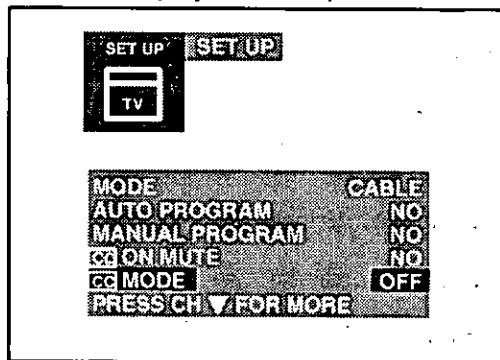 SET UP SET UP
TV
MODE CABLE
AUTO PROGRAM NO
MANUAL PROGRAM NO
CC ON MUTE NO
CC MODE OFF
PRESS CH ▼ FOR MORE